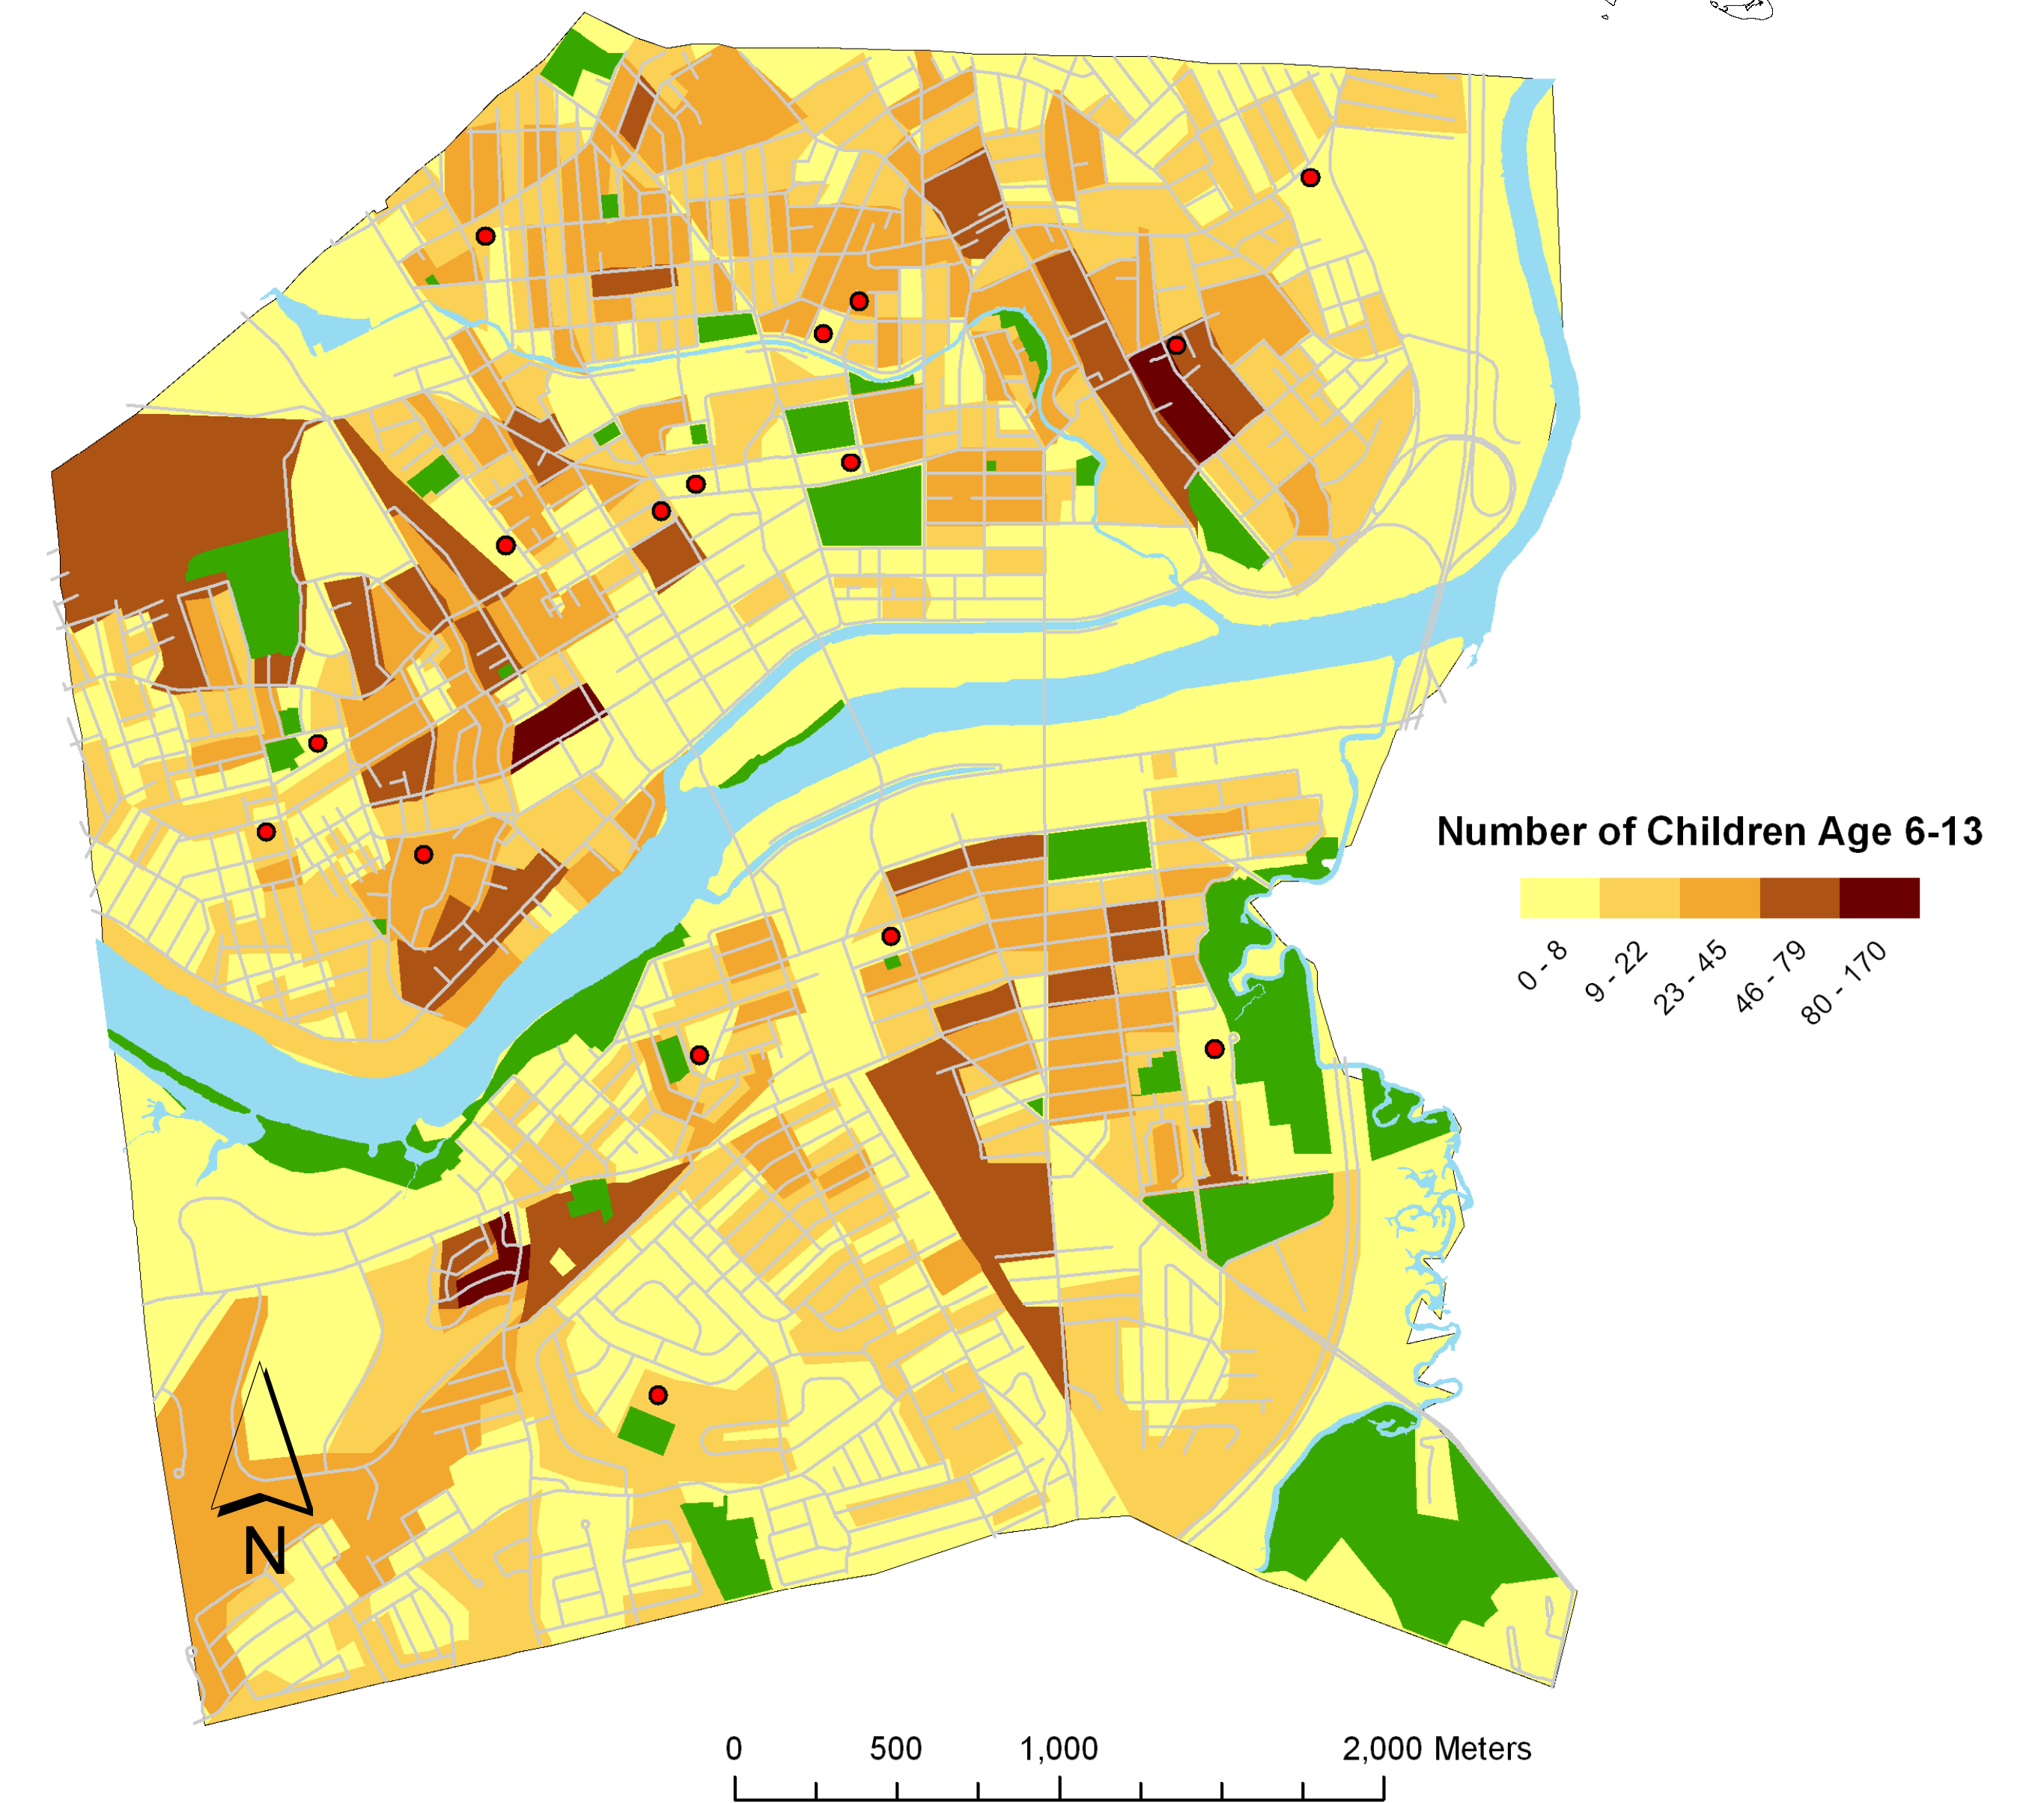 Number of Children Age 6-13
0 - 8
9 - 22
23 - 45
46 - 79
80 - 170
N
0 500 1,000 2,000 Meters